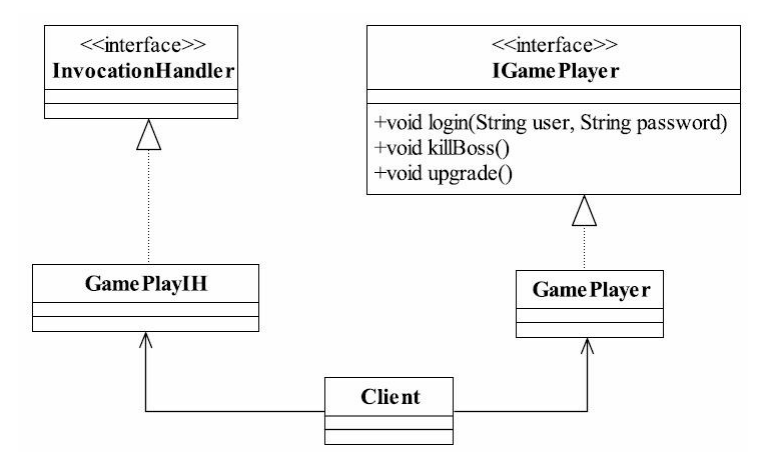 <<interface>>
InvocationHandler
<<interface>>
IGamePlayer
+void login(String user, String password)
+void killBoss()
+void upgrade()
GamePlayIH
GamePlayer
Client